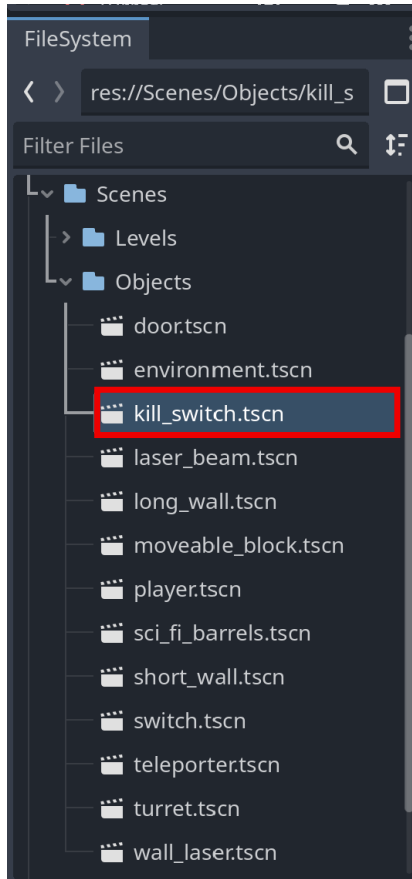 FileSystem
res://Scenes/Objects/kill_s
Filter Files
Scenes
Levels
Objects
door.tscn
environment.tscn
kill_switch.tscn
laser_beam.tscn
long_wall.tscn
moveable_block.tscn
player.tscn
sci_fi_barrels.tscn
short_wall.tscn
switch.tscn
teleporter.tscn
turret.tscn
wall_laser.tscn